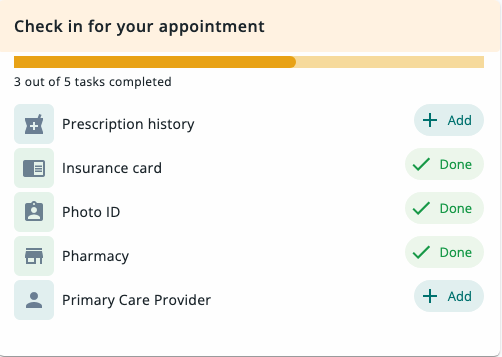 Check in for your appointment
3 out of 5 tasks completed
Prescription history Add
Insurance card Done
Photo ID Done
Pharmacy Done
Primary Care Provider Add